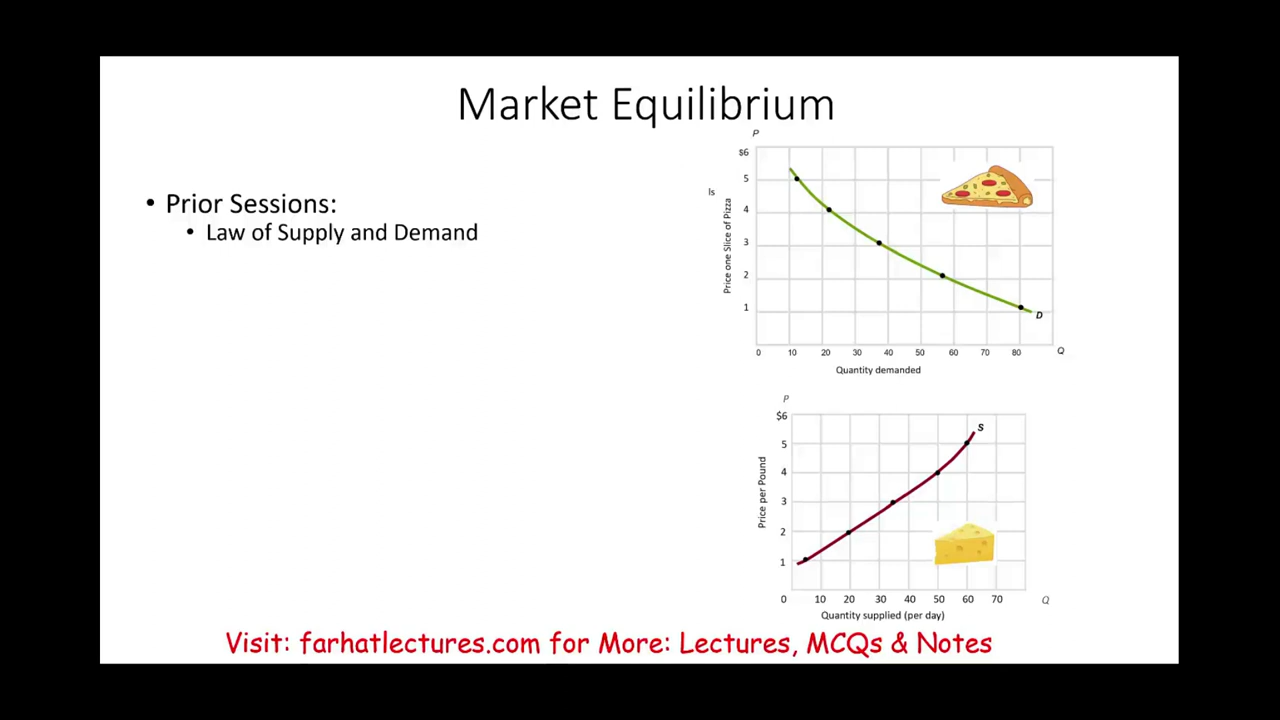 Market Equilibrium
• Prior Sessions:
• Law of Supply and Demand
P
$6
5
4
3
2
1
ls
Price one Slice of Pizza
D
0 10 20 30 40 50 60 70 80 Q
Quantity demanded
P
$6
5
4
3
2
1
Price per Pound
S
0 10 20 30 40 50 60 70 Q
Quantity supplied (per day)
Visit: farhatlectures.com for More: Lectures, MCQs & Notes